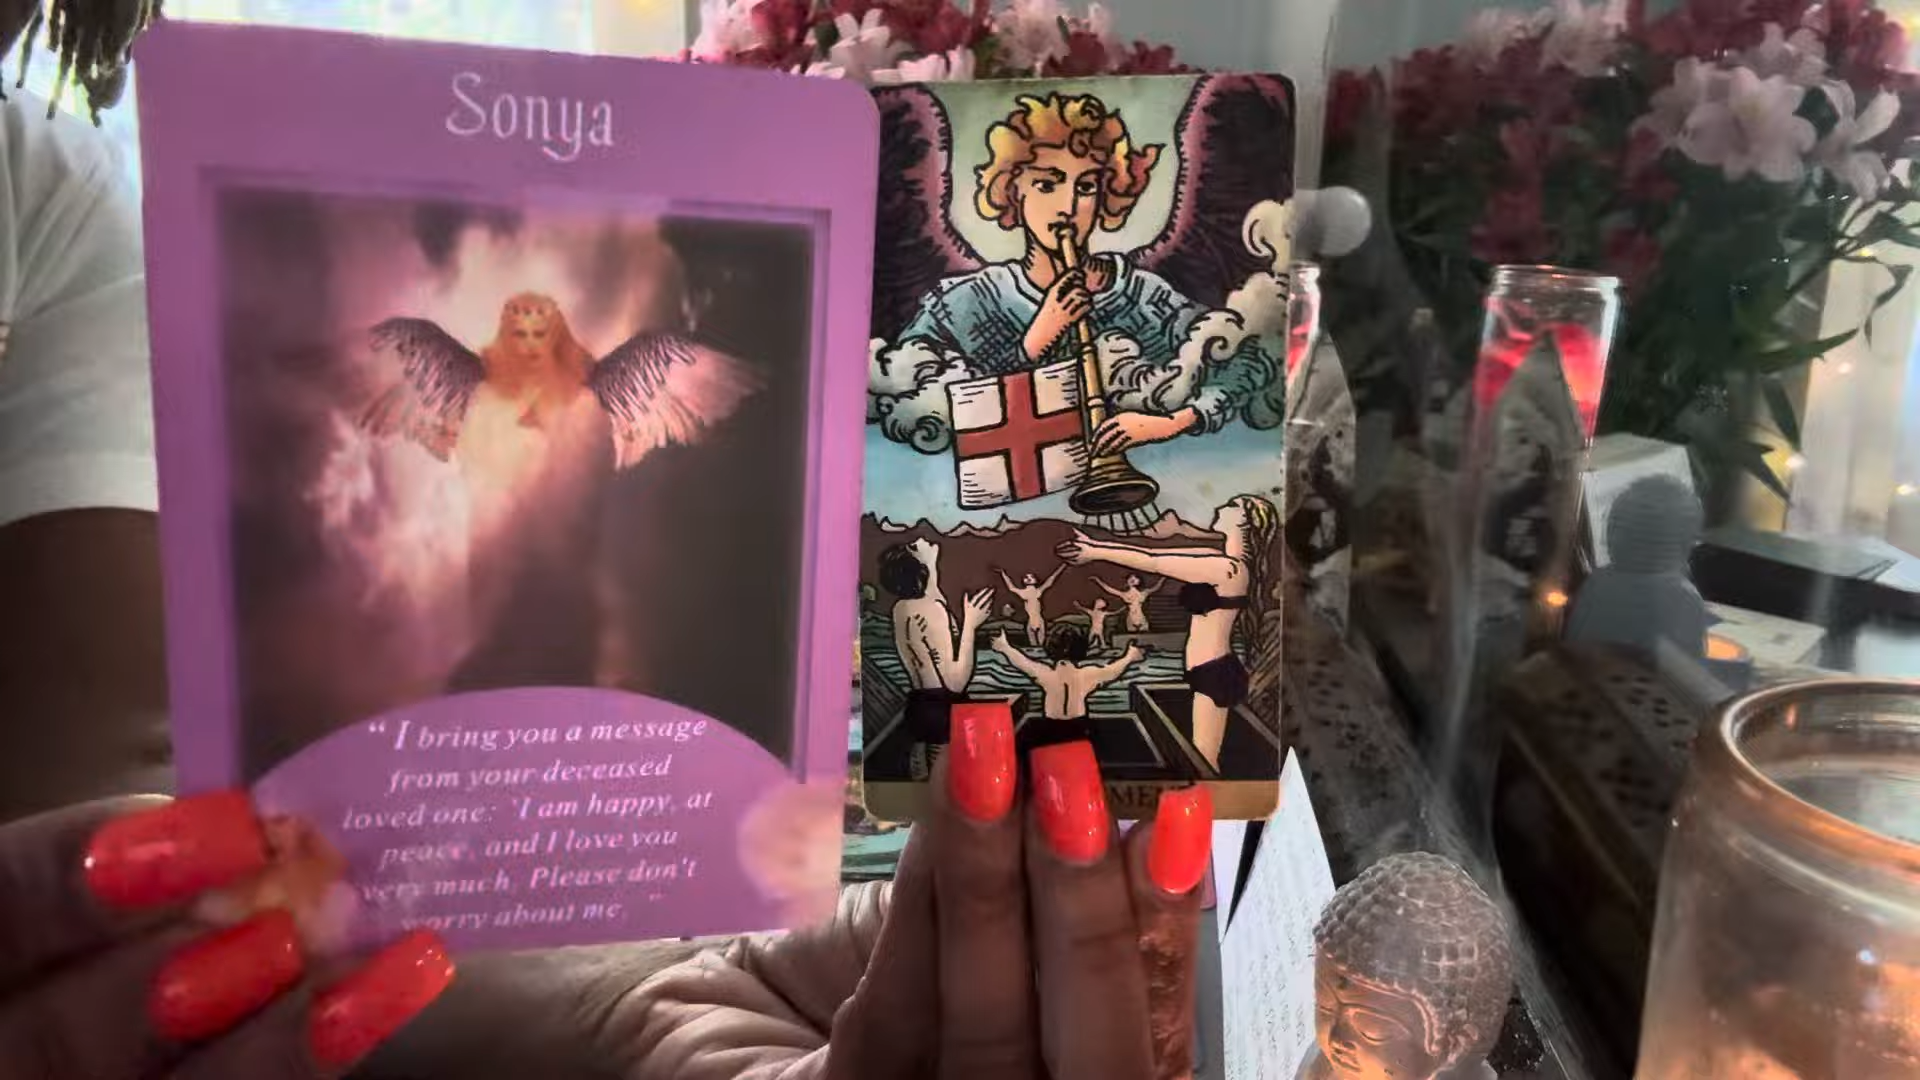 Sonya
“ I bring you a message
from your deceased
loved one: 'I am happy, at
peace, and I love you
very much. Please don't
worry about me. ”
MENT